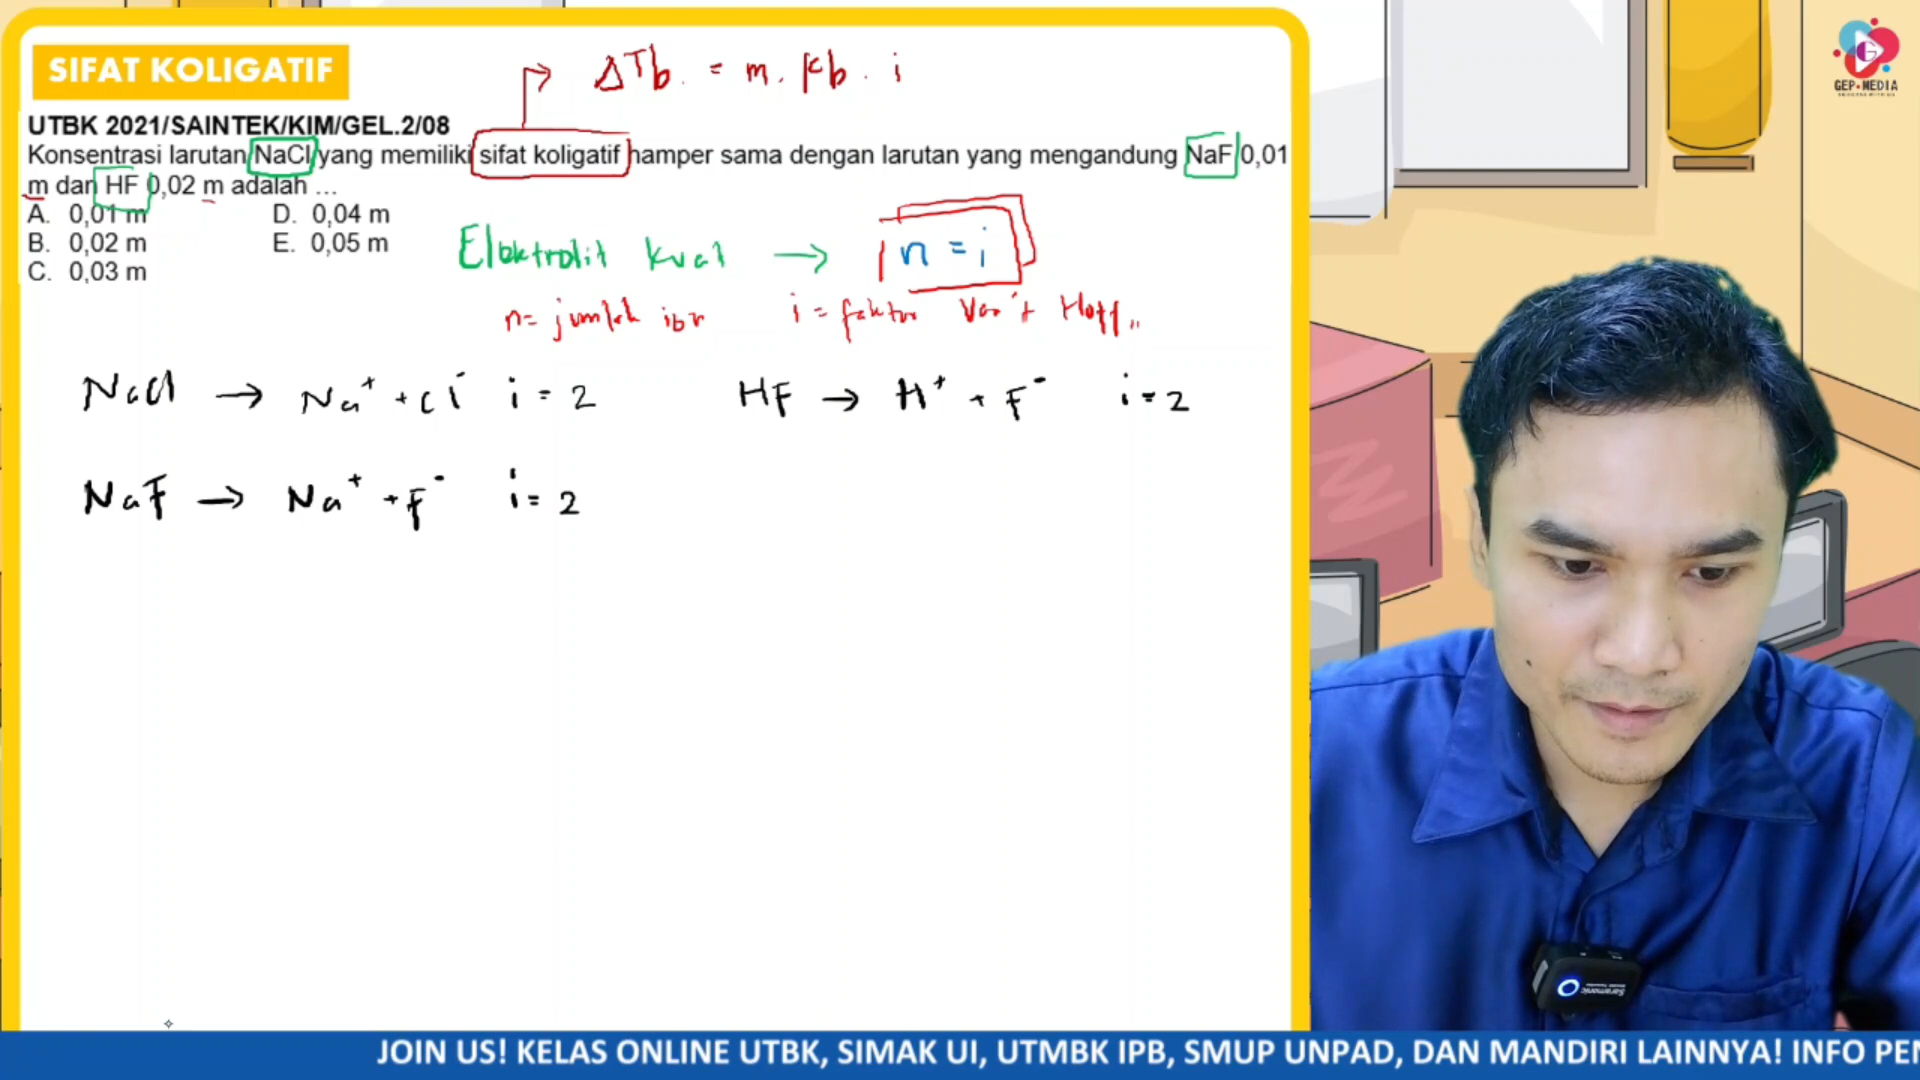 SIFAT KOLIGATIF
ΔTb = m . Kb . i
UTBK 2021/SAINTEK/KIM/GEL.2/08
Konsentrasi larutan NaCl yang memiliki sifat koligatif hamper sama dengan larutan yang mengandung NaF 0,01
m dan HF 0,02 m adalah ...
A. 0,01 m
D. 0,04 m
B. 0,02 m
E. 0,05 m
C. 0,03 m
Elektrolit kuat → n = i
n = jumlah ion i = faktor Van't Hoff
NaCl → Na⁺ + Cl⁻ i = 2
HF → H⁺ + F⁻ i = 2
NaF → Na⁺ + F⁻ i = 2
GEP MEDIA
Saramonic
JOIN US! KELAS ONLINE UTBK, SIMAK UI, UTMBK IPB, SMUP UNPAD, DAN MANDIRI LAINNYA! INFO PE